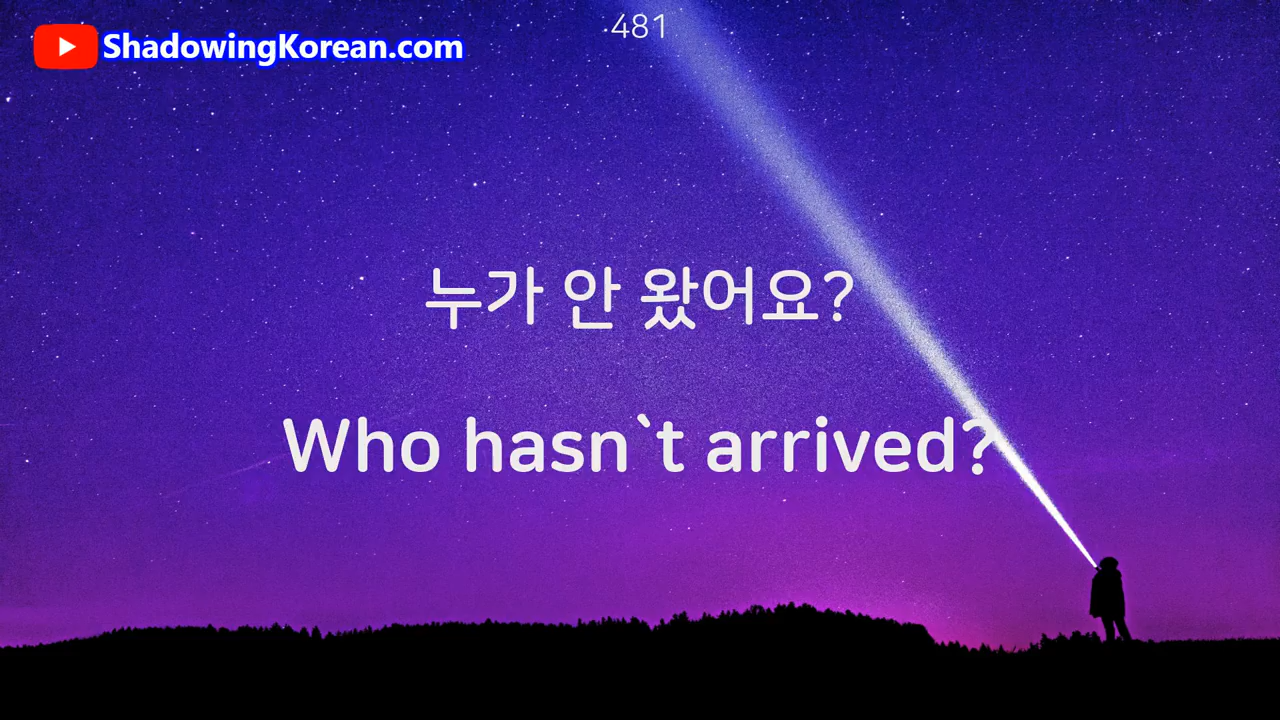 481
ShadowingKorean.com
누가 안 왔어요?
Who hasn`t arrived?